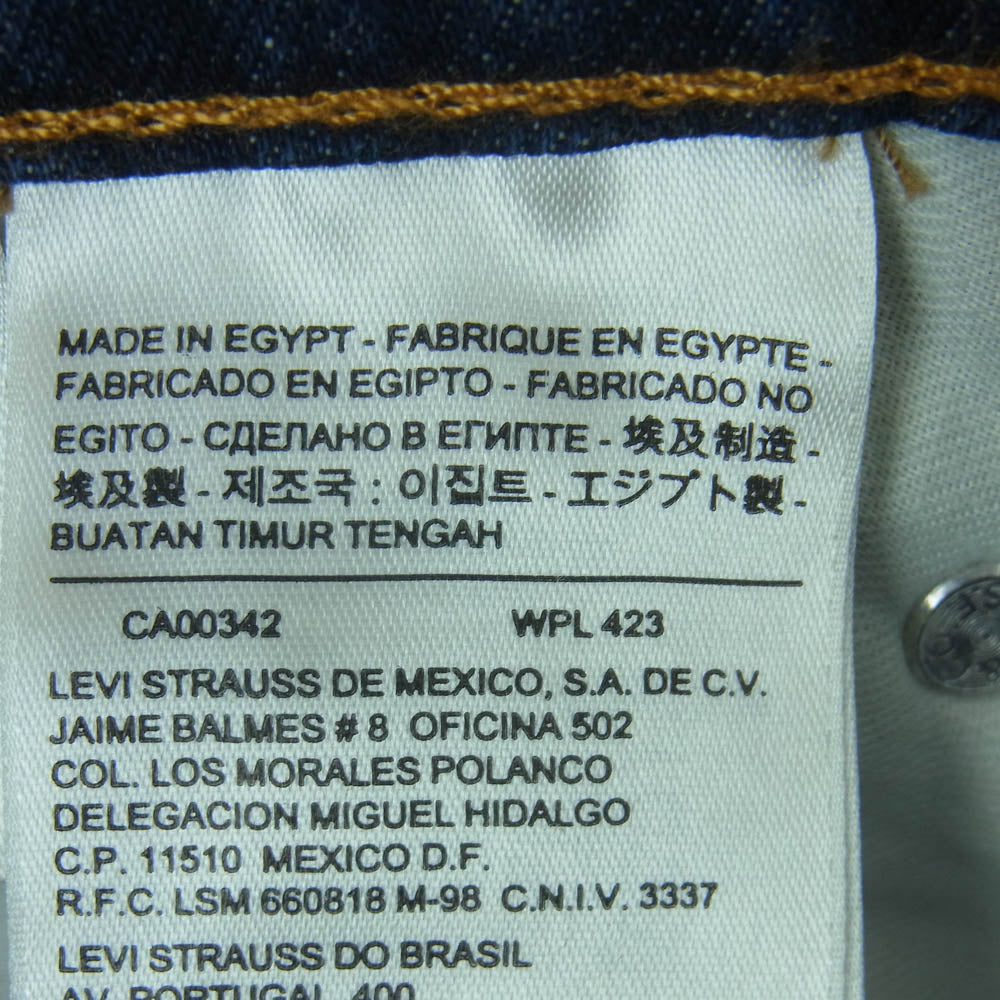 MADE IN EGYPT - FABRIQUE EN EGYPTE -
FABRICADO EN EGIPTO - FABRICADO NO
EGITO - СДЕЛАНО В ЕГИПТЕ - 埃及制造 -
埃及製 - 제조국 : 이집트 - エジプト製 -
BUATAN TIMUR TENGAH
CA00342 WPL 423
LEVI STRAUSS DE MEXICO, S.A. DE C.V.
JAIME BALMES # 8 OFICINA 502
COL. LOS MORALES POLANCO
DELEGACION MIGUEL HIDALGO
C.P. 11510 MEXICO D.F.
R.F.C. LSM 660818 M-98 C.N.I.V. 3337
LEVI STRAUSS DO BRASIL
AV. PORTUGAL, 400